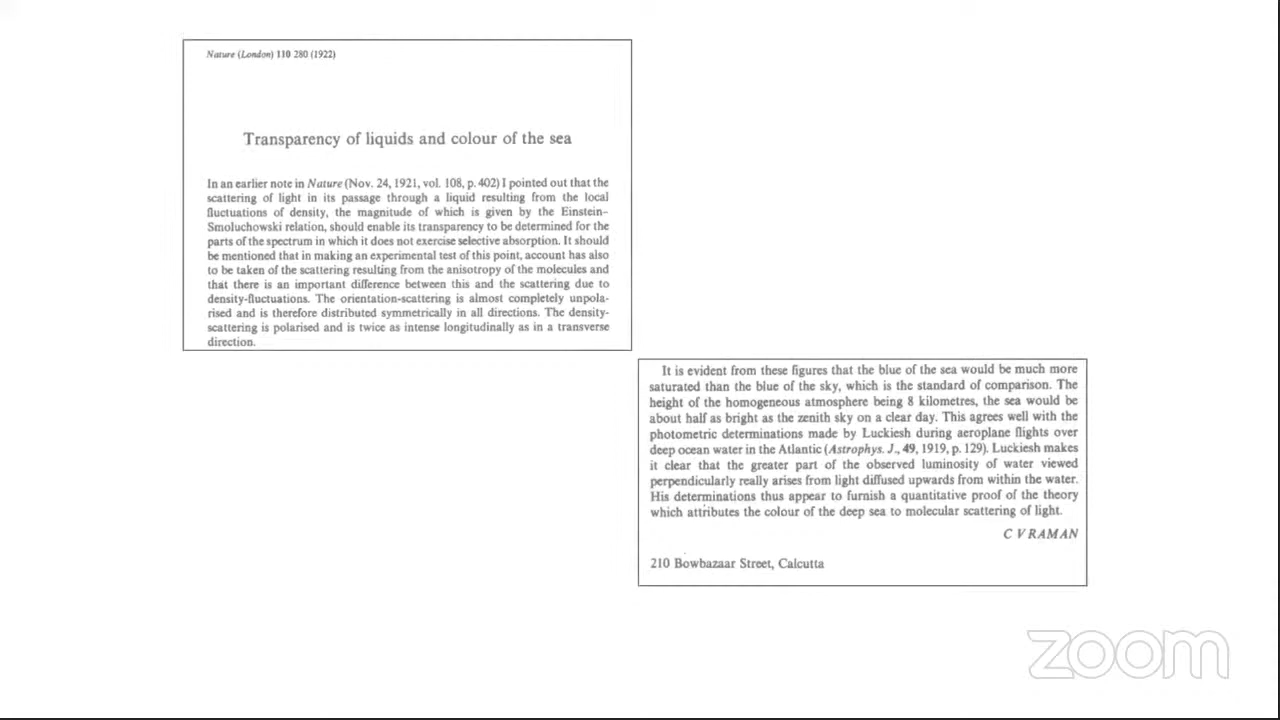 Nature (London) 110 280 (1922)
Transparency of liquids and colour of the sea
In an earlier note in Nature (Nov. 24, 1921, vol. 108, p. 402) I pointed out that the
scattering of light in its passage through a liquid resulting from the local
fluctuations of density, the magnitude of which is given by the Einstein–
Smoluchowski relation, should enable its transparency to be determined for the
parts of the spectrum in which it does not exercise selective absorption. It should
be mentioned that in making an experimental test of this point, account has also
to be taken of the scattering resulting from the anisotropy of the molecules and
that there is an important difference between this and the scattering due to
density-fluctuations. The orientation-scattering is almost completely unpola-
rised and is therefore distributed symmetrically in all directions. The density-
scattering is polarised and is twice as intense longitudinally as in a transverse
direction.
It is evident from these figures that the blue of the sea would be much more
saturated than the blue of the sky, which is the standard of comparison. The
height of the homogeneous atmosphere being 8 kilometres, the sea would be
about half as bright as the zenith sky on a clear day. This agrees well with the
photometric determinations made by Luckiesh during aeroplane flights over
deep ocean water in the Atlantic (Astrophys. J., 49, 1919, p. 129). Luckiesh makes
it clear that the greater part of the observed luminosity of water viewed
perpendicularly really arises from light diffused upwards from within the water.
His determinations thus appear to furnish a quantitative proof of the theory
which attributes the colour of the deep sea to molecular scattering of light.
C V RAMAN
210 Bowbazaar Street, Calcutta
zoom